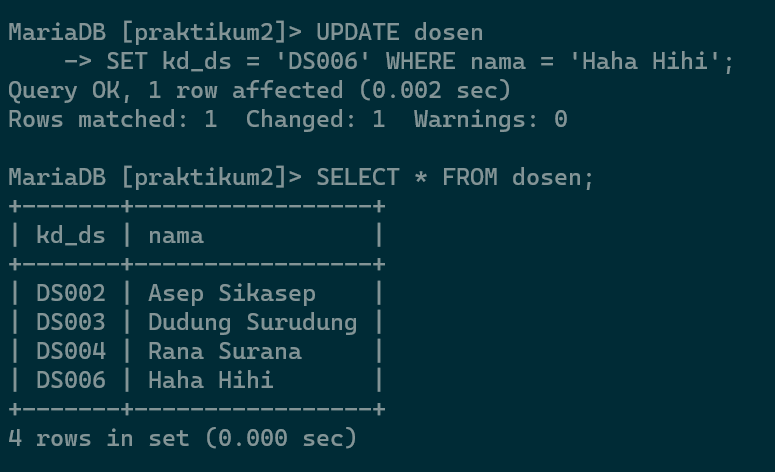 MariaDB [praktikum2]> UPDATE dosen
    -> SET kd_ds = 'DS006' WHERE nama = 'Haha Hihi';
Query OK, 1 row affected (0.002 sec)
Rows matched: 1  Changed: 1  Warnings: 0

MariaDB [praktikum2]> SELECT * FROM dosen;
+-------+-----------------+
| kd_ds | nama            |
+-------+-----------------+
| DS002 | Asep Sikasep    |
| DS003 | Dudung Surudung |
| DS004 | Rana Surana     |
| DS006 | Haha Hihi       |
+-------+-----------------+
4 rows in set (0.000 sec)